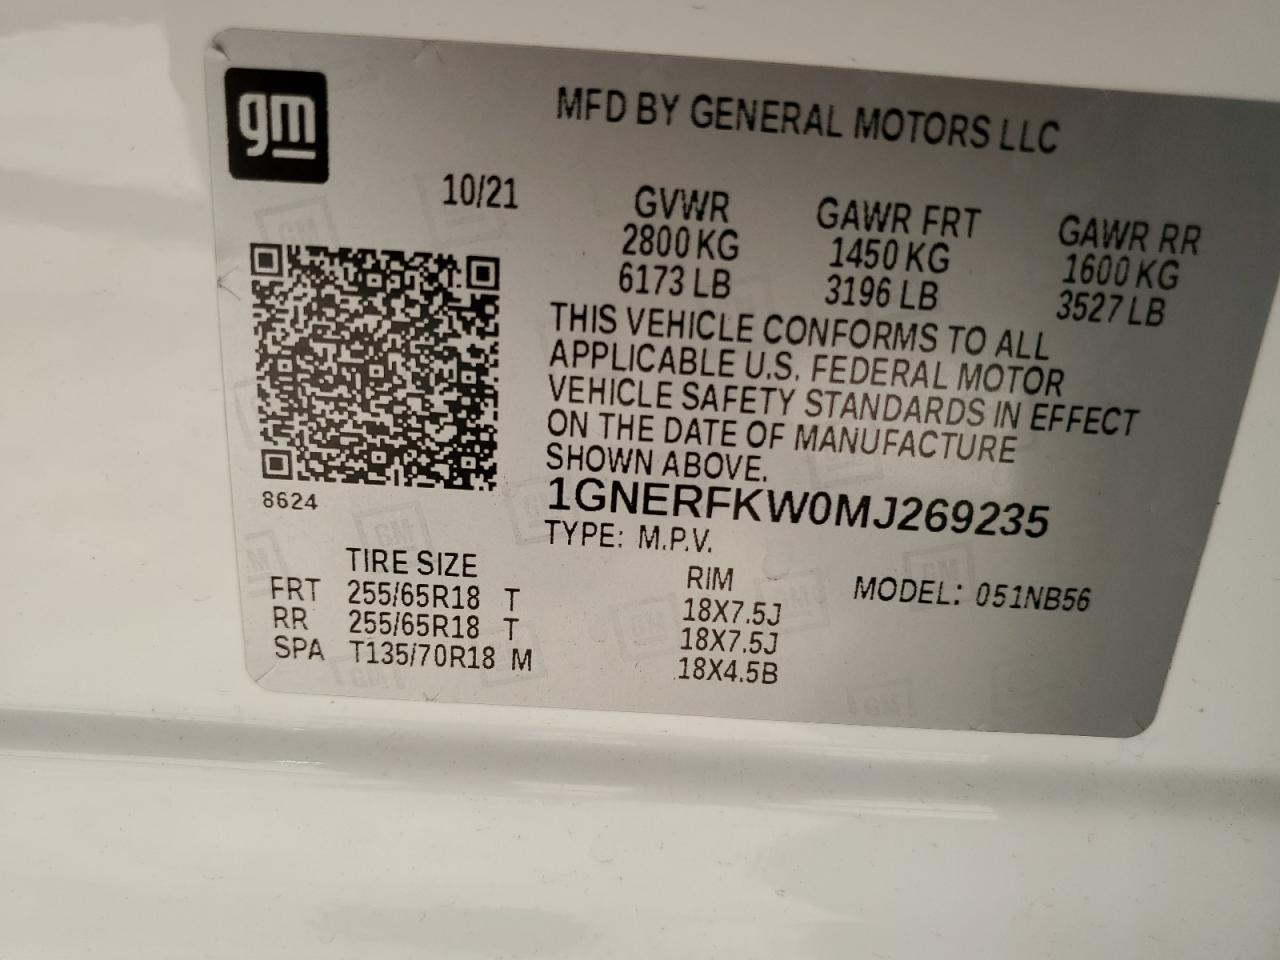 gm
MFD BY GENERAL MOTORS LLC
10/21
GVWR GAWR FRT GAWR RR
2800 KG 1450 KG 1600 KG
6173 LB 3196 LB 3527 LB
THIS VEHICLE CONFORMS TO ALL
APPLICABLE U.S. FEDERAL MOTOR
VEHICLE SAFETY STANDARDS IN EFFECT
ON THE DATE OF MANUFACTURE
SHOWN ABOVE.
8624
1GNERFKW0MJ269235
TYPE: M.P.V.
TIRE SIZE RIM MODEL: 051NB56
FRT 255/65R18 T 18X7.5J
RR 255/65R18 T 18X7.5J
SPA T135/70R18 M 18X4.5B